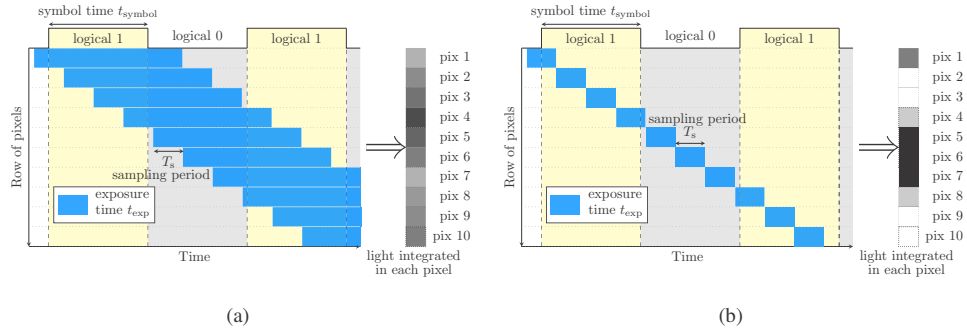 symbol time t_symbol
logical 1
logical 0
logical 1
pix 1
pix 2
pix 3
pix 4
pix 5
pix 6
pix 7
pix 8
pix 9
pix 10
Row of pixels
T_s
sampling period
exposure
time t_exp
Time
light integrated
in each pixel
(a)
symbol time t_symbol
logical 1
logical 0
logical 1
pix 1
pix 2
pix 3
pix 4
pix 5
pix 6
pix 7
pix 8
pix 9
pix 10
Row of pixels
sampling period
T_s
exposure
time t_exp
Time
light integrated
in each pixel
(b)